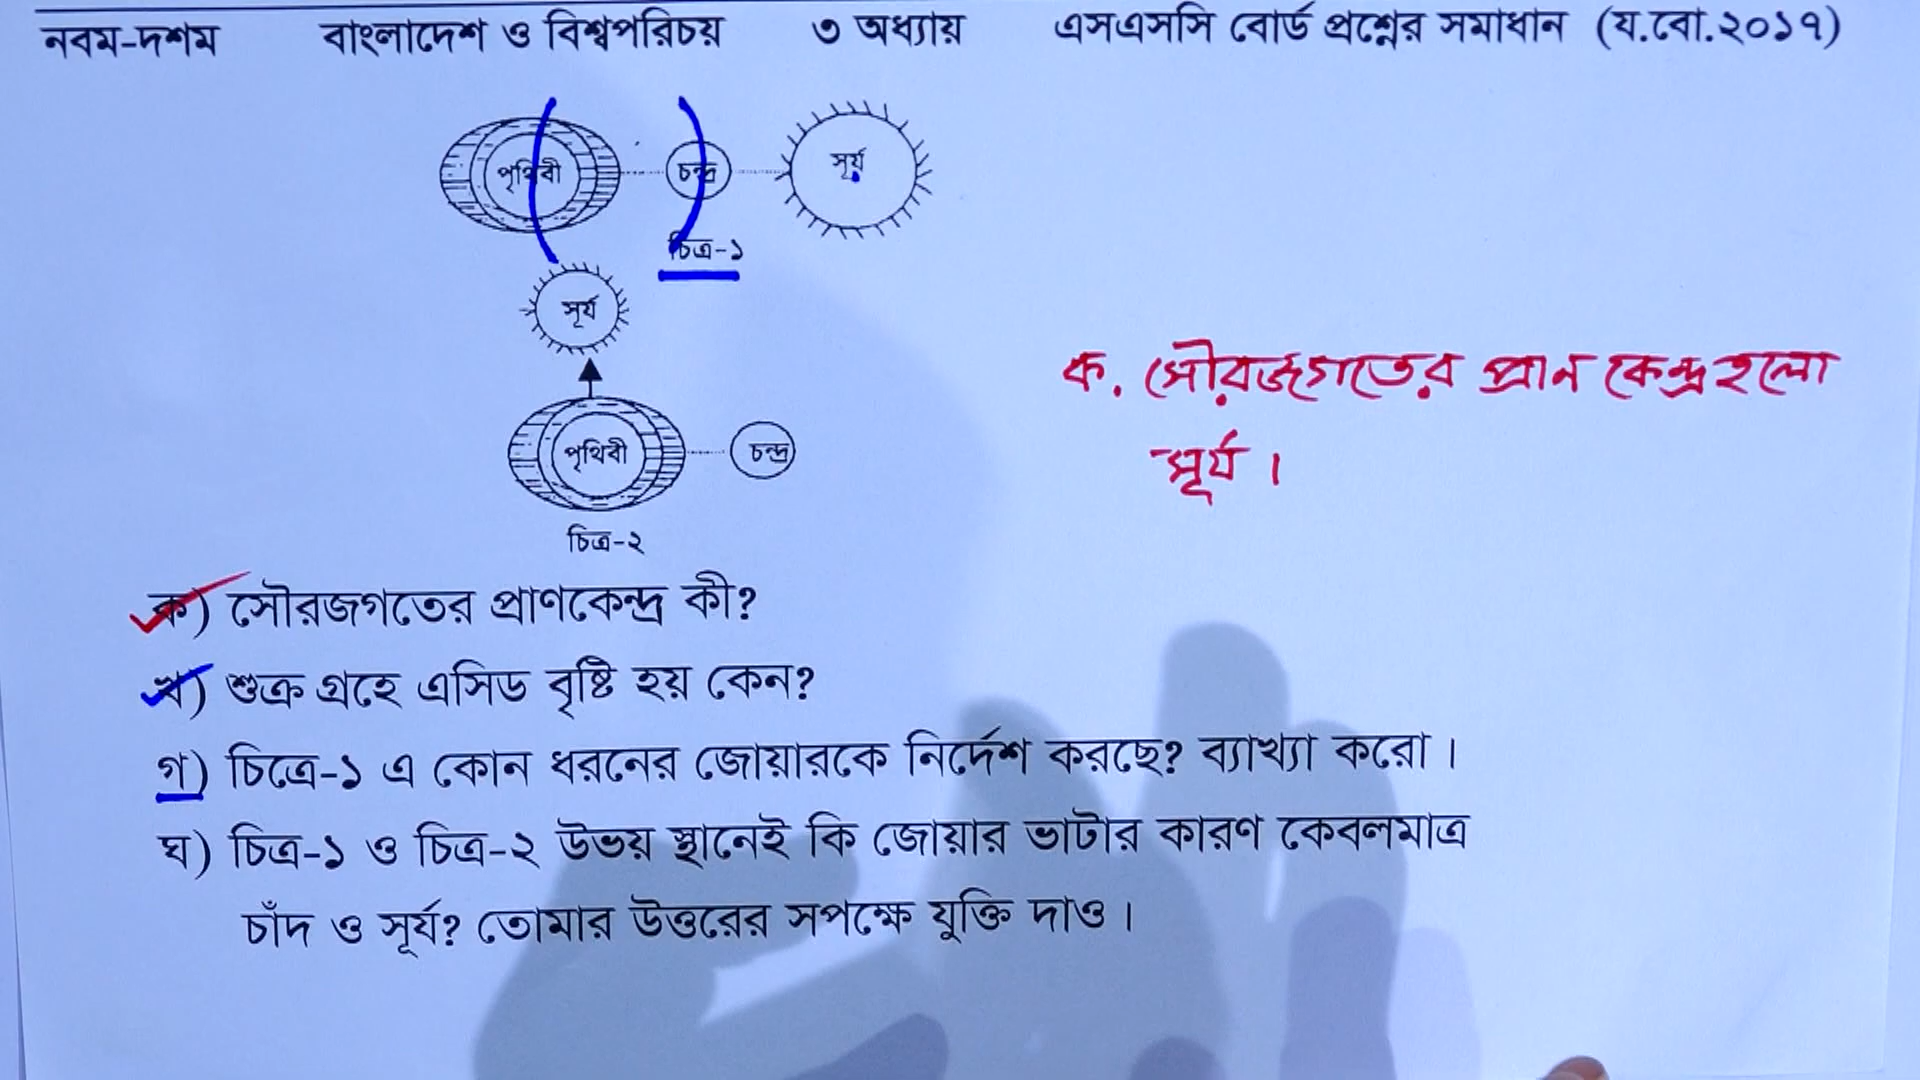 নবম-দশম বাংলাদেশ ও বিশ্বপরিচয় ৩ অধ্যায় এসএসসি বোর্ড প্রশ্নের সমাধান (য.বো.২০১৭)
পৃথিবী চন্দ্র সূর্য
চিত্র-১
সূর্য
পৃথিবী চন্দ্র
চিত্র-২
ক. সৌরজগতের প্রান কেন্দ্র হলো
সূর্য ।
ক) সৌরজগতের প্রাণকেন্দ্র কী?
খ) শুক্র গ্রহে এসিড বৃষ্টি হয় কেন?
গ) চিত্রে-১ এ কোন ধরনের জোয়ারকে নির্দেশ করছে? ব্যাখ্যা করো ।
ঘ) চিত্র-১ ও চিত্র-২ উভয় স্থানেই কি জোয়ার ভাটার কারণ কেবলমাত্র
চাঁদ ও সূর্য? তোমার উত্তরের সপক্ষে যুক্তি দাও ।